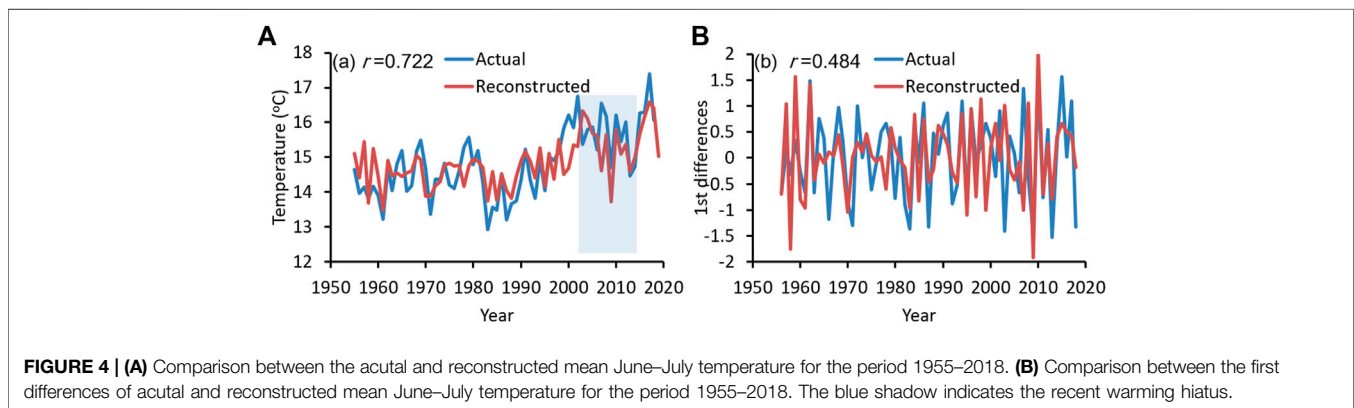 A
(a) r=0.722
Actual
Reconstructed
Temperature (ºC)
18
17
16
15
14
13
12
1950 1960 1970 1980 1990 2000 2010 2020
Year
B
(b) r=0.484
Actual
Reconstructed
1st differences
2
1.5
1
0.5
0
-0.5
-1
-1.5
-2
1950 1960 1970 1980 1990 2000 2010 2020
Year
FIGURE 4 | (A) Comparison between the acutal and reconstructed mean June–July temperature for the period 1955–2018. (B) Comparison between the first
differences of acutal and reconstructed mean June–July temperature for the period 1955–2018. The blue shadow indicates the recent warming hiatus.